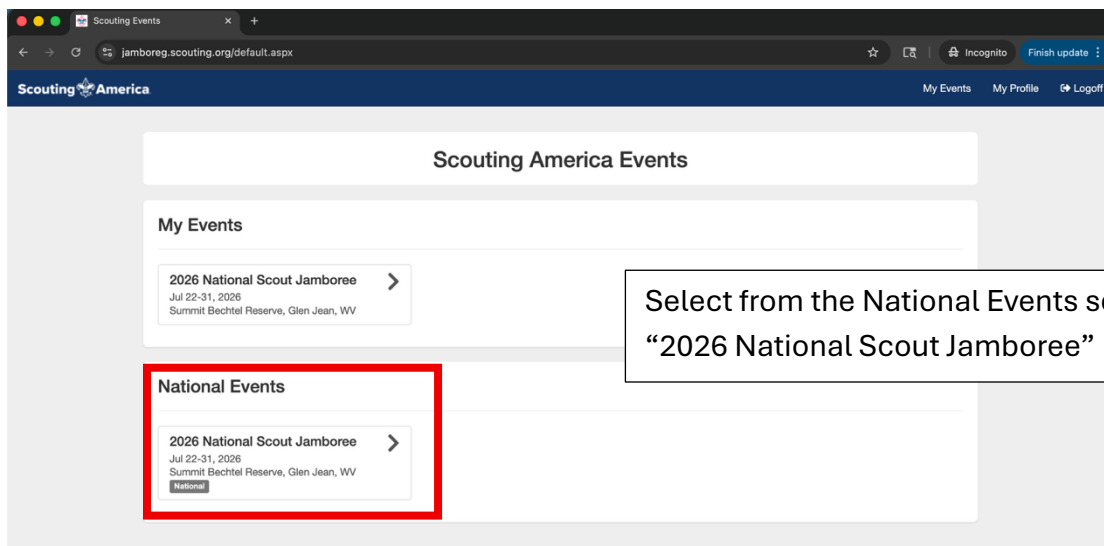 Scouting Events
jamboreg.scouting.org/default.aspx
Incognito
Finish update
Scouting America
My Events
My Profile
Logoff
Scouting America Events
My Events
2026 National Scout Jamboree
Jul 22-31, 2026
Summit Bechtel Reserve, Glen Jean, WV
Select from the National Events
“2026 National Scout Jamboree”
National Events
2026 National Scout Jamboree
Jul 22-31, 2026
Summit Bechtel Reserve, Glen Jean, WV
National